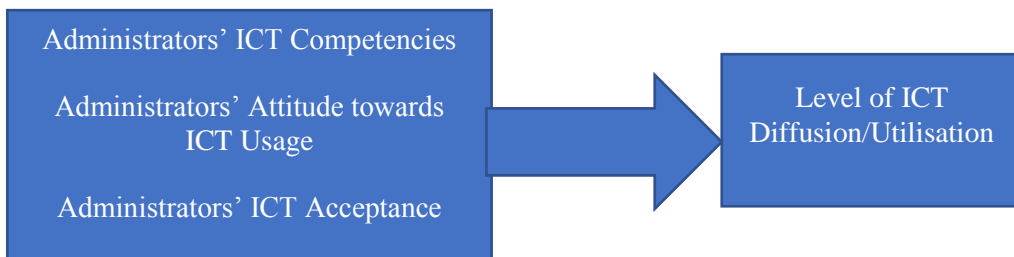 Administrators’ ICT Competencies
Administrators’ Attitude towards
ICT Usage
Administrators’ ICT Acceptance
Level of ICT
Diffusion/Utilisation